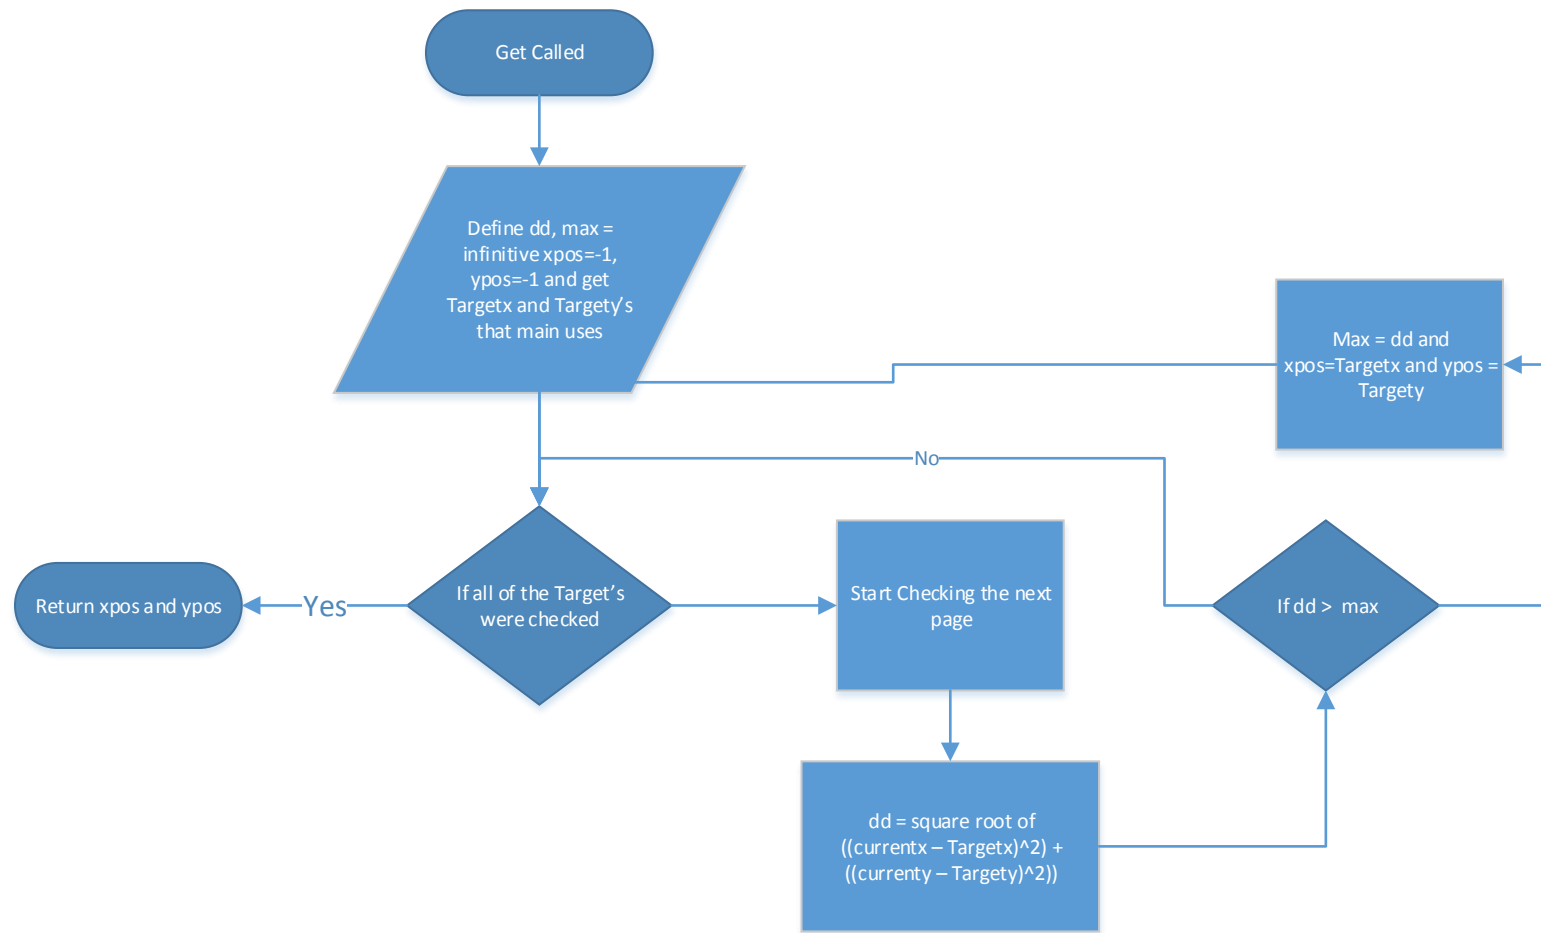 Get Called
Define dd, max =
infinitive xpos=-1,
ypos=-1 and get
Targetx and Targety's
that main uses
Max = dd and
xpos=Targetx and ypos =
Targety
No
If all of the Target's
were checked
Yes
Return xpos and ypos
Start Checking the next
page
If dd > max
dd = square root of
((currentx – Targetx)^2) +
((currenty – Targety)^2))